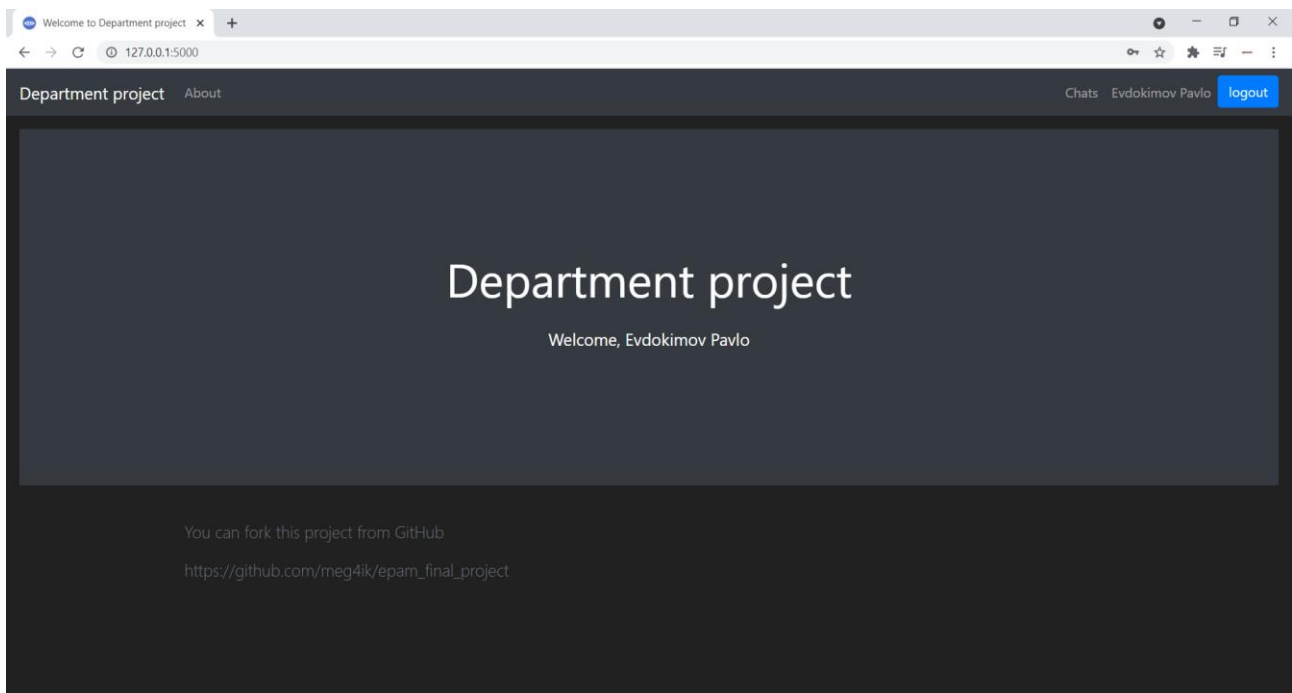 Welcome to Department project
127.0.0.1:5000
Department project About Chats Evdokimov Pavlo logout
Department project
Welcome, Evdokimov Pavlo
You can fork this project from GitHub
https://github.com/meg4ik/epam_final_project